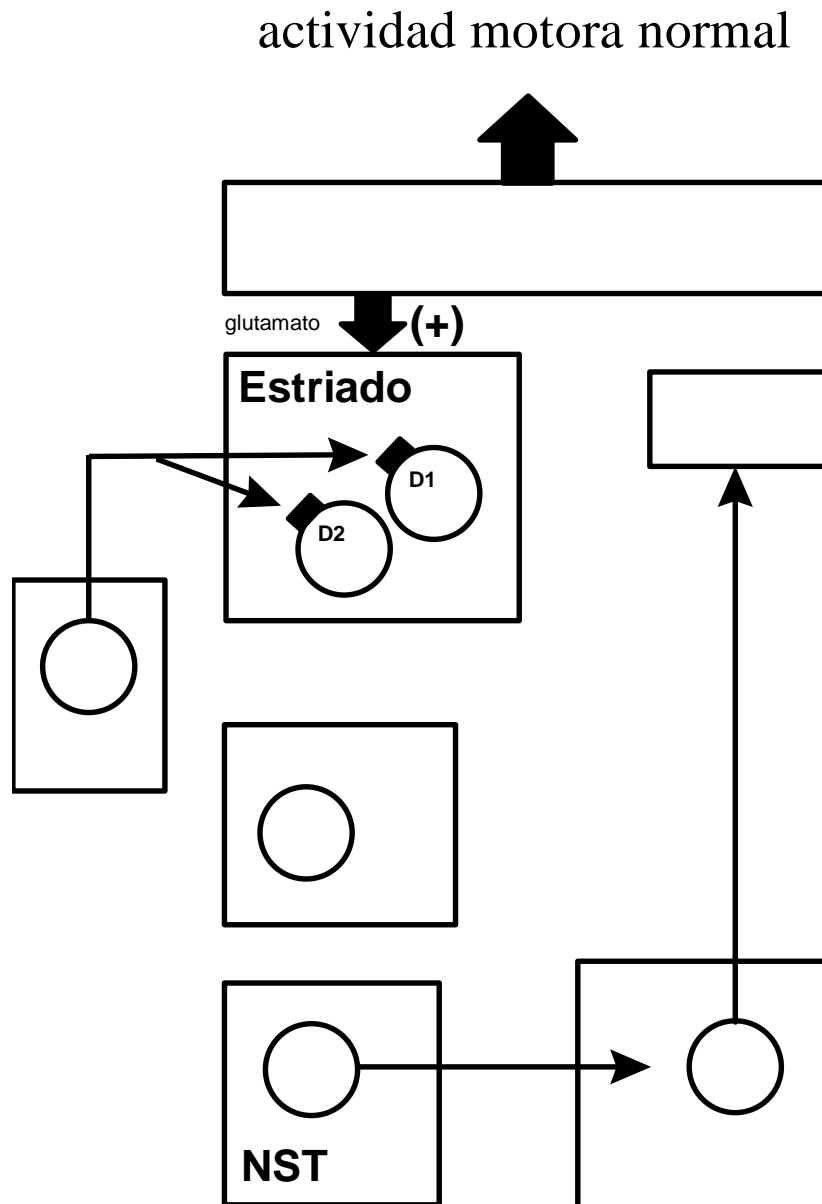 actividad motora normal
glutamato (+)
Estriado
D1
D2
NST